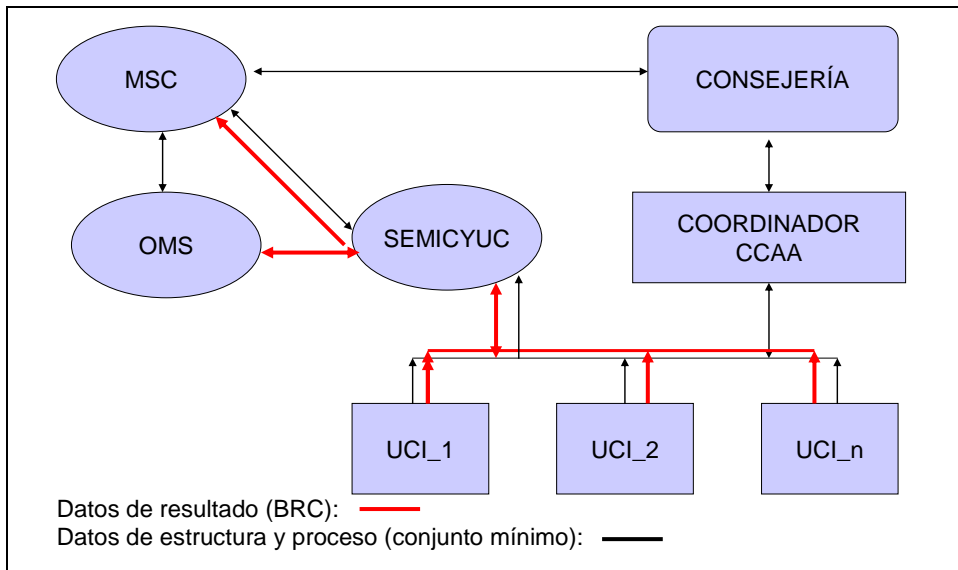 MSC
CONSEJERÍA
OMS
SEMICYUC
COORDINADOR
CCAA
UCI_1
UCI_2
UCI_n
Datos de resultado (BRC):
Datos de estructura y proceso (conjunto mínimo):